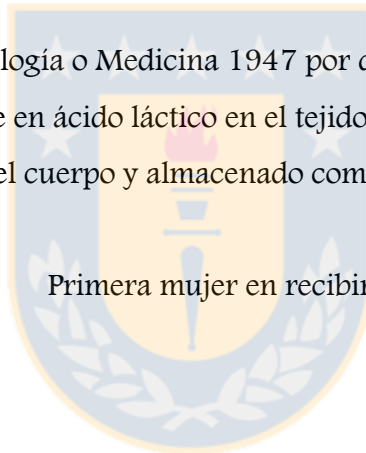 logía o Medicina 1947 por
e en ácido láctico en el tejido
el cuerpo y almacenado com
Primera mujer en recibir